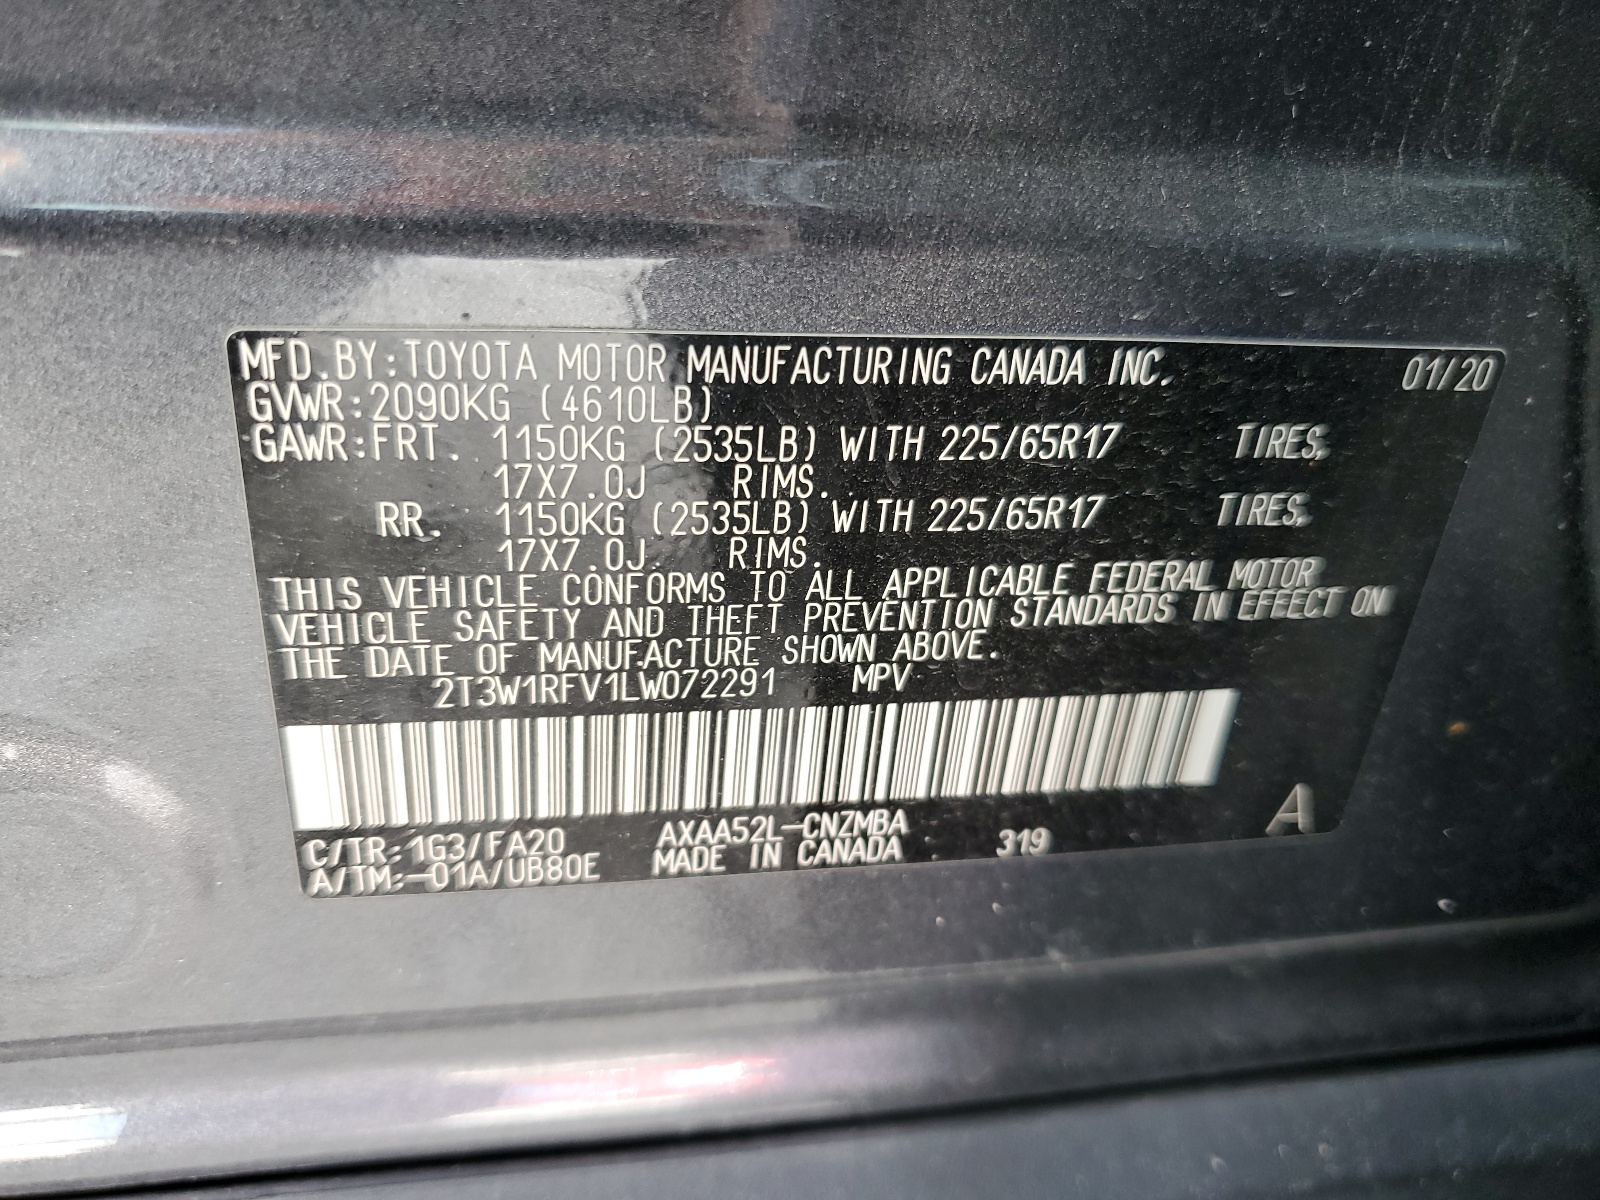 MFD.BY:TOYOTA MOTOR MANUFACTURING CANADA INC. 01/20
GVWR:2090KG (4610LB)
GAWR:FRT. 1150KG (2535LB) WITH 225/65R17 TIRES,
17X7.0J RIMS.
RR. 1150KG (2535LB) WITH 225/65R17 TIRES,
17X7.0J RIMS.
THIS VEHICLE CONFORMS TO ALL APPLICABLE FEDERAL MOTOR
VEHICLE SAFETY AND THEFT PREVENTION STANDARDS IN EFFECT ON
THE DATE OF MANUFACTURE SHOWN ABOVE.
2T3W1RFV1LW072291 MPV
A
C/TR:1G3/FA20 AXAA52L-CNZMBA 319
A/TM:-01A/UB80E MADE IN CANADA